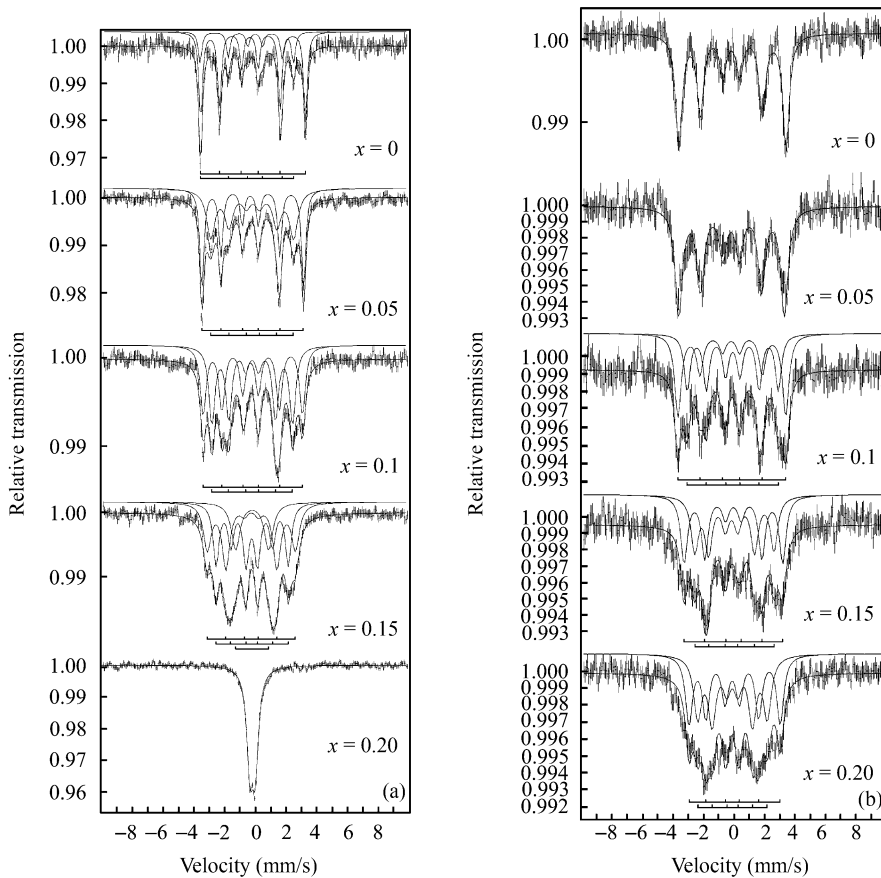 Relative transmission
1.00
0.99
0.98
0.97
x = 0
1.00
0.99
0.98
x = 0.05
1.00
0.99
x = 0.1
1.00
0.99
x = 0.15
1.00
0.99
0.98
0.97
0.96
x = 0.20
(a)
−8 −6 −4 −2 0 2 4 6 8
Velocity (mm/s)
Relative transmission
1.00
0.99
x = 0
1.000
0.999
0.998
0.997
0.996
0.995
0.994
0.993
x = 0.05
1.000
0.999
0.998
0.997
0.996
0.995
0.994
0.993
x = 0.1
1.000
0.999
0.998
0.997
0.996
0.995
0.994
0.993
x = 0.15
1.000
0.999
0.998
0.997
0.996
0.995
0.994
0.993
0.992
x = 0.20
(b)
−8 −6 −4 −2 0 2 4 6 8
Velocity (mm/s)